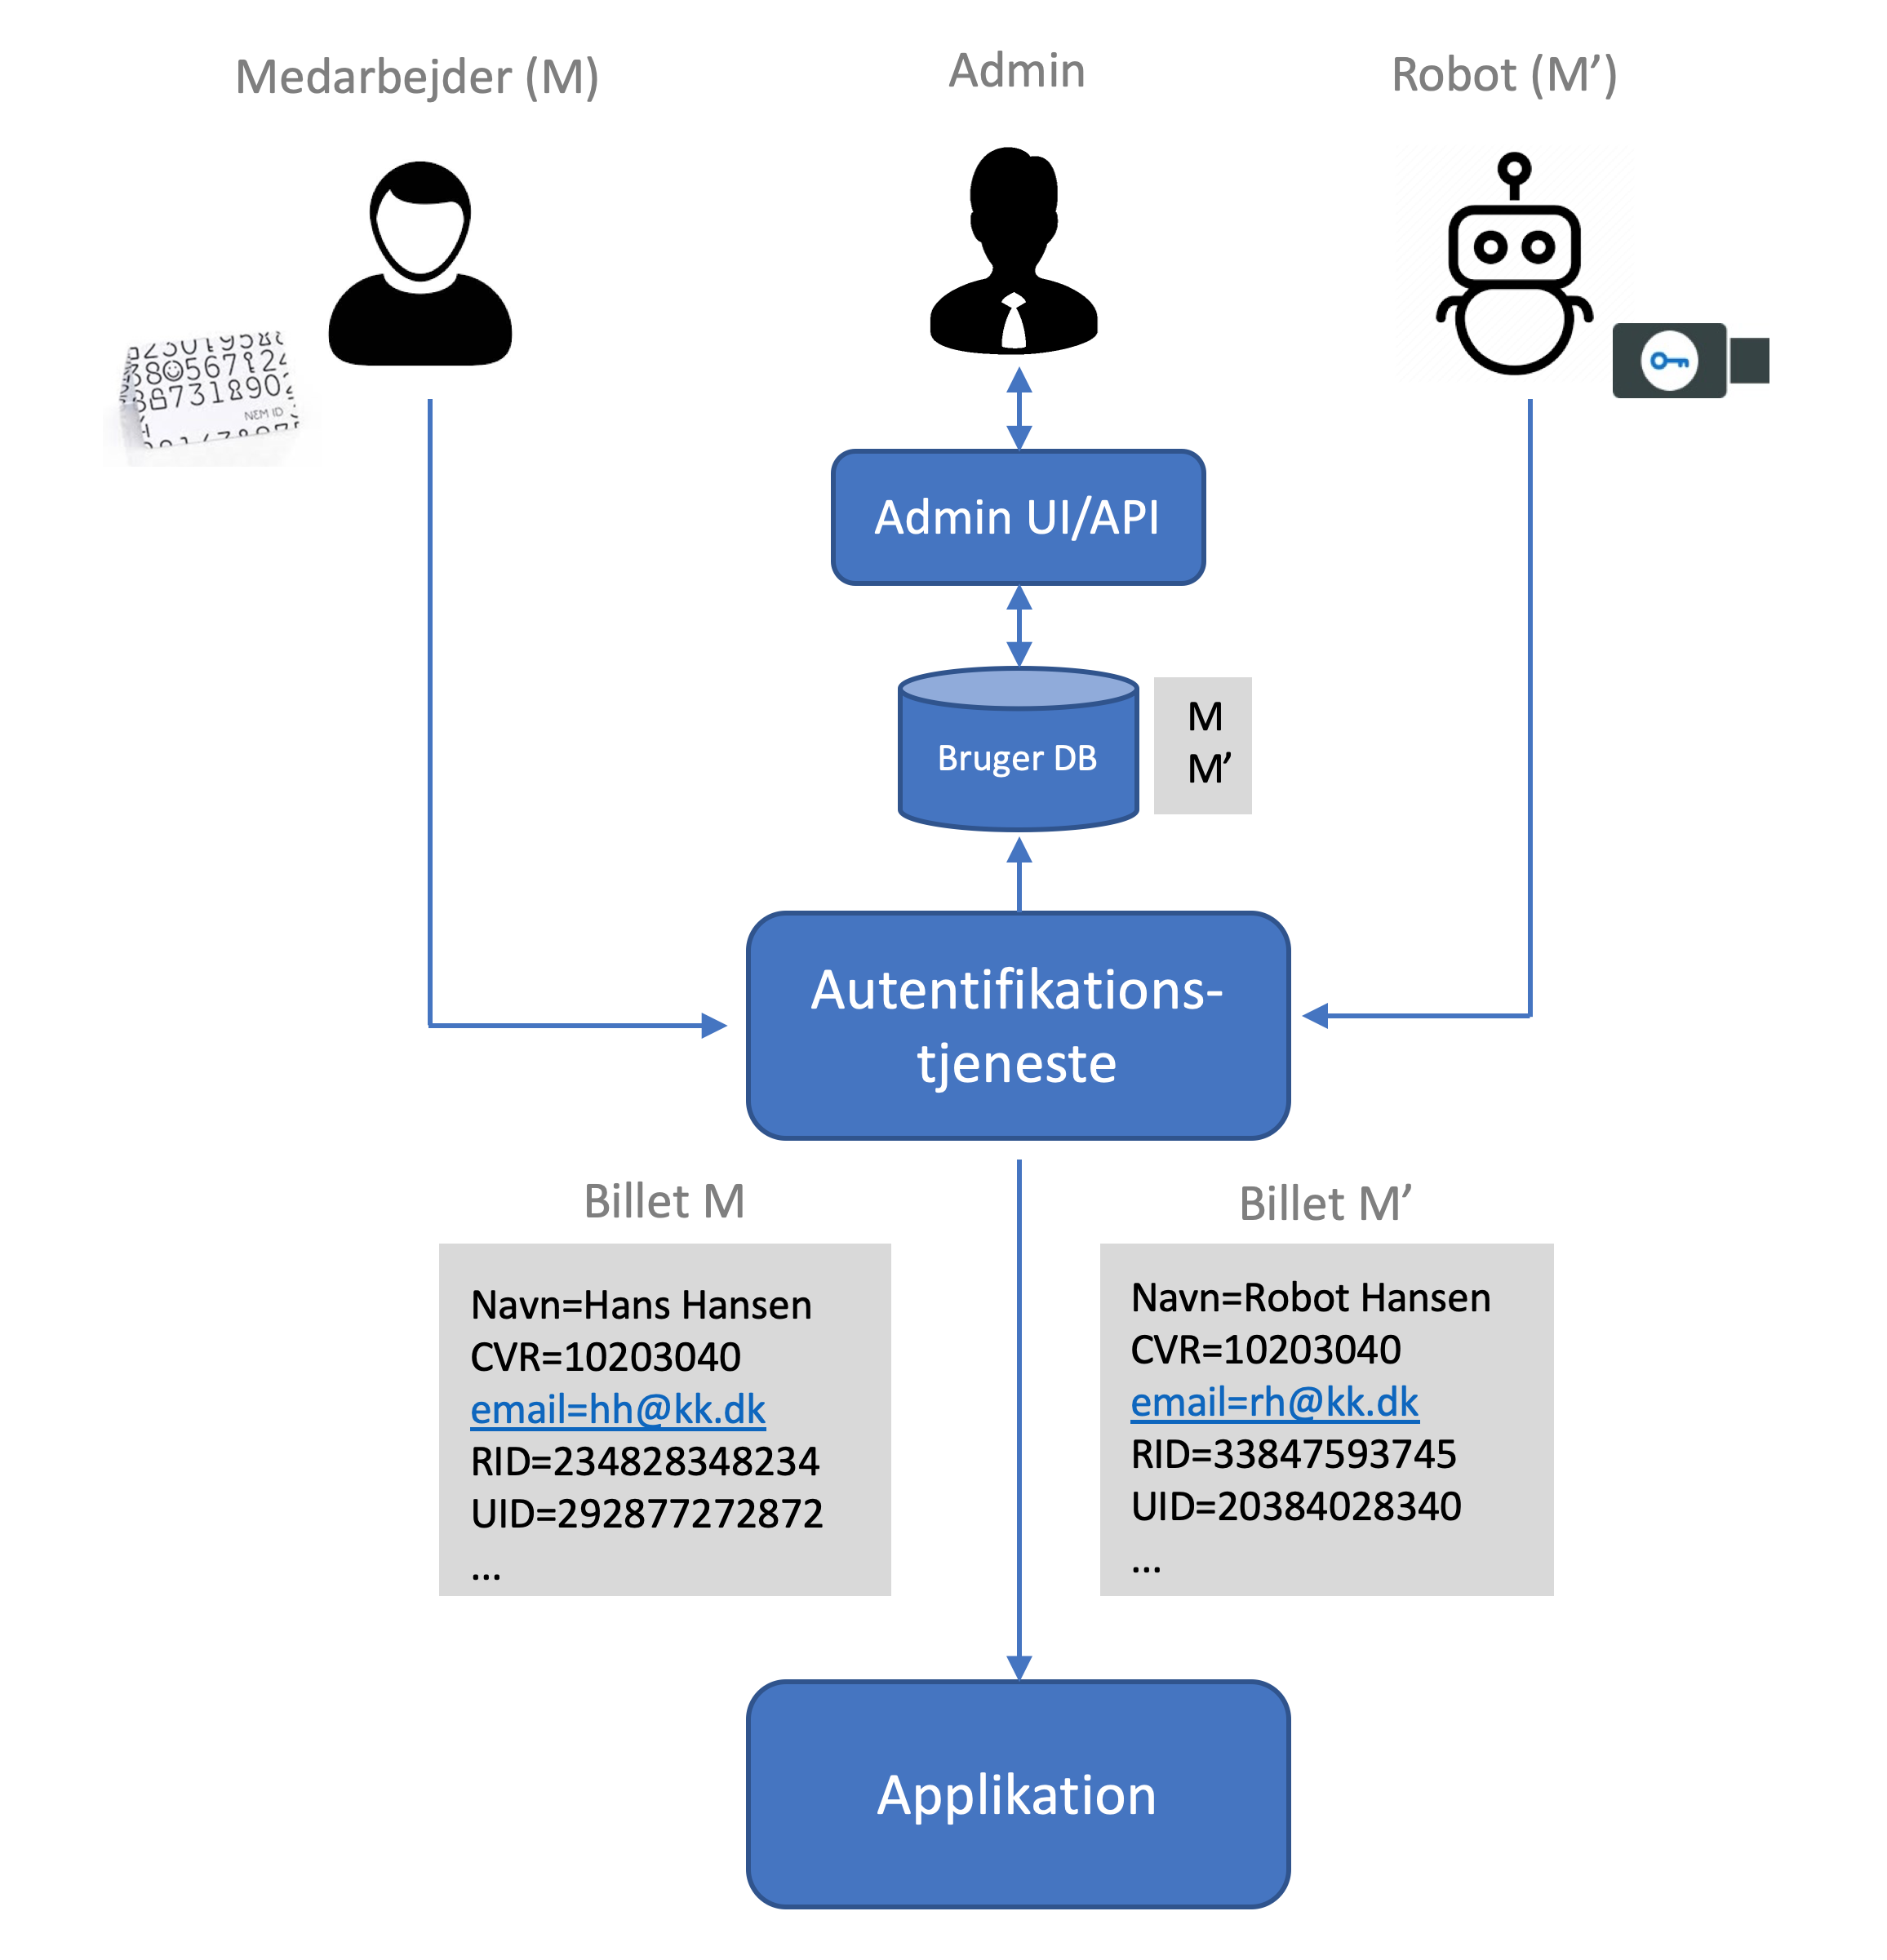 Medarbejder (M)
Admin
Robot (M’)
NEM ID
Admin UI/API
Bruger DB
M
M’
Autentifikations-
tjeneste
Billet M
Navn=Hans Hansen
CVR=10203040
email=hh@kk.dk
RID=234828348234
UID=292877272872
...
Billet M’
Navn=Robot Hansen
CVR=10203040
email=rh@kk.dk
RID=33847593745
UID=20384028340
...
Applikation